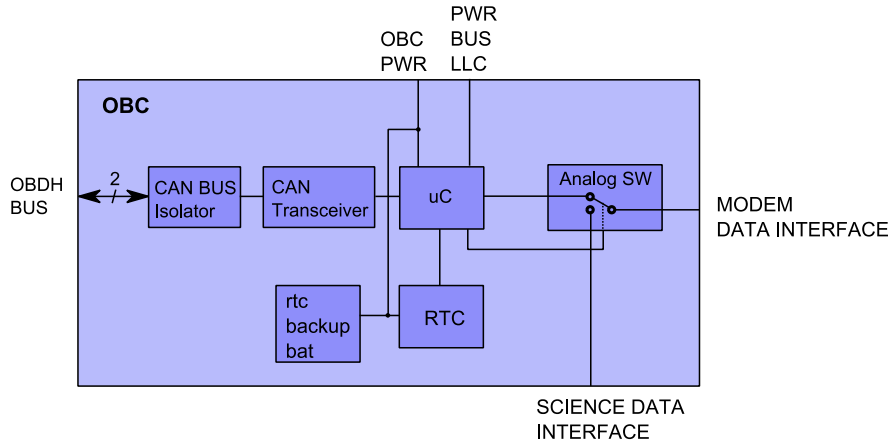 OBC
PWR
PWR
BUS
LLC
OBC
OBDH
BUS
2
CAN BUS
Isolator
CAN
Transceiver
uC
Analog SW
MODEM
DATA INTERFACE
rtc
backup
bat
RTC
SCIENCE DATA
INTERFACE